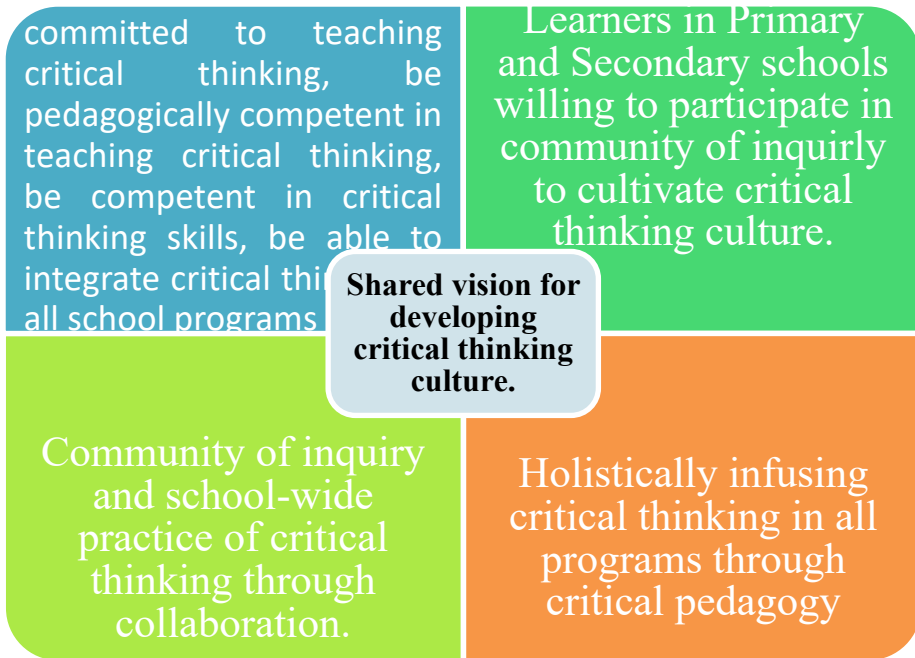 committed to teaching
critical thinking, be
pedagogically competent in
teaching critical thinking,
be competent in critical
thinking skills, be able to
integrate critical
all school programs
Learners in Primary
and Secondary schools
willing to participate in
community of inquirly
to cultivate critical
thinking culture.
Shared vision for
developing
critical thinking
culture.
Community of inquiry
and school-wide
practice of critical
thinking through
collaboration.
Holistically infusing
critical thinking in all
programs through
critical pedagogy